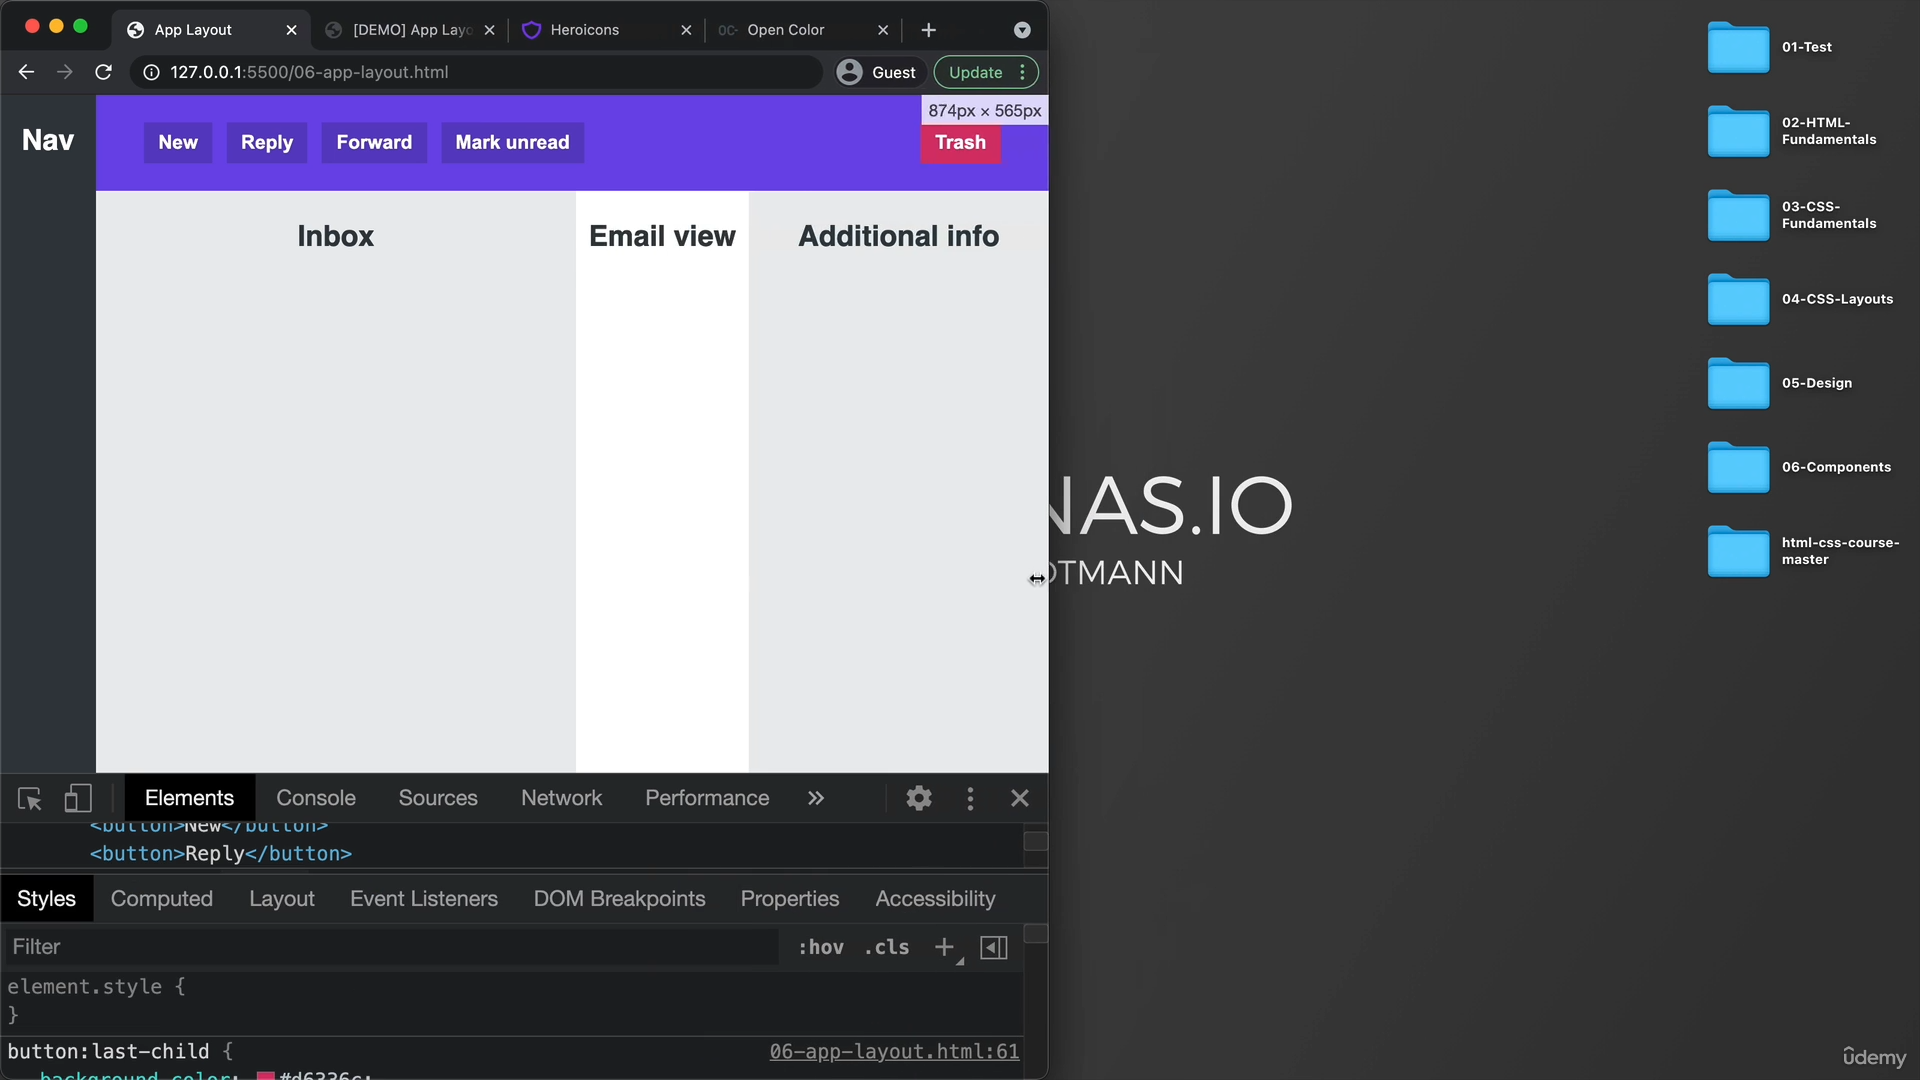 App Layout
[DEMO] App Layo
Heroicons
OC- Open Color
127.0.0.1:5500/06-app-layout.html
Guest
Update
874px × 565px
Nav
New
Reply
Forward
Mark unread
Trash
Inbox
Email view
Additional info
01-Test
02-HTML-
Fundamentals
03-CSS-
Fundamentals
04-CSS-Layouts
05-Design
06-Components
html-css-course-
master
NAS.IO
OTMANN
Elements
Console
Sources
Network
Performance
<button>New</button>
<button>Reply</button>
Styles
Computed
Layout
Event Listeners
DOM Breakpoints
Properties
Accessibility
Filter
:hov
.cls
element.style {
}
button:last-child {
06-app-layout.html:61
background-color: #d6336c;
ûdemy